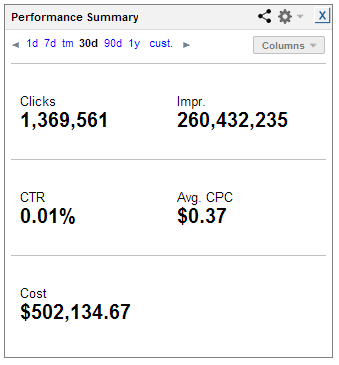 Performance Summary X
1d 7d tm 30d 90d 1y cust.
Columns
Clicks Impr.
1,369,561 260,432,235
CTR Avg. CPC
0.01% $0.37
Cost
$502,134.67